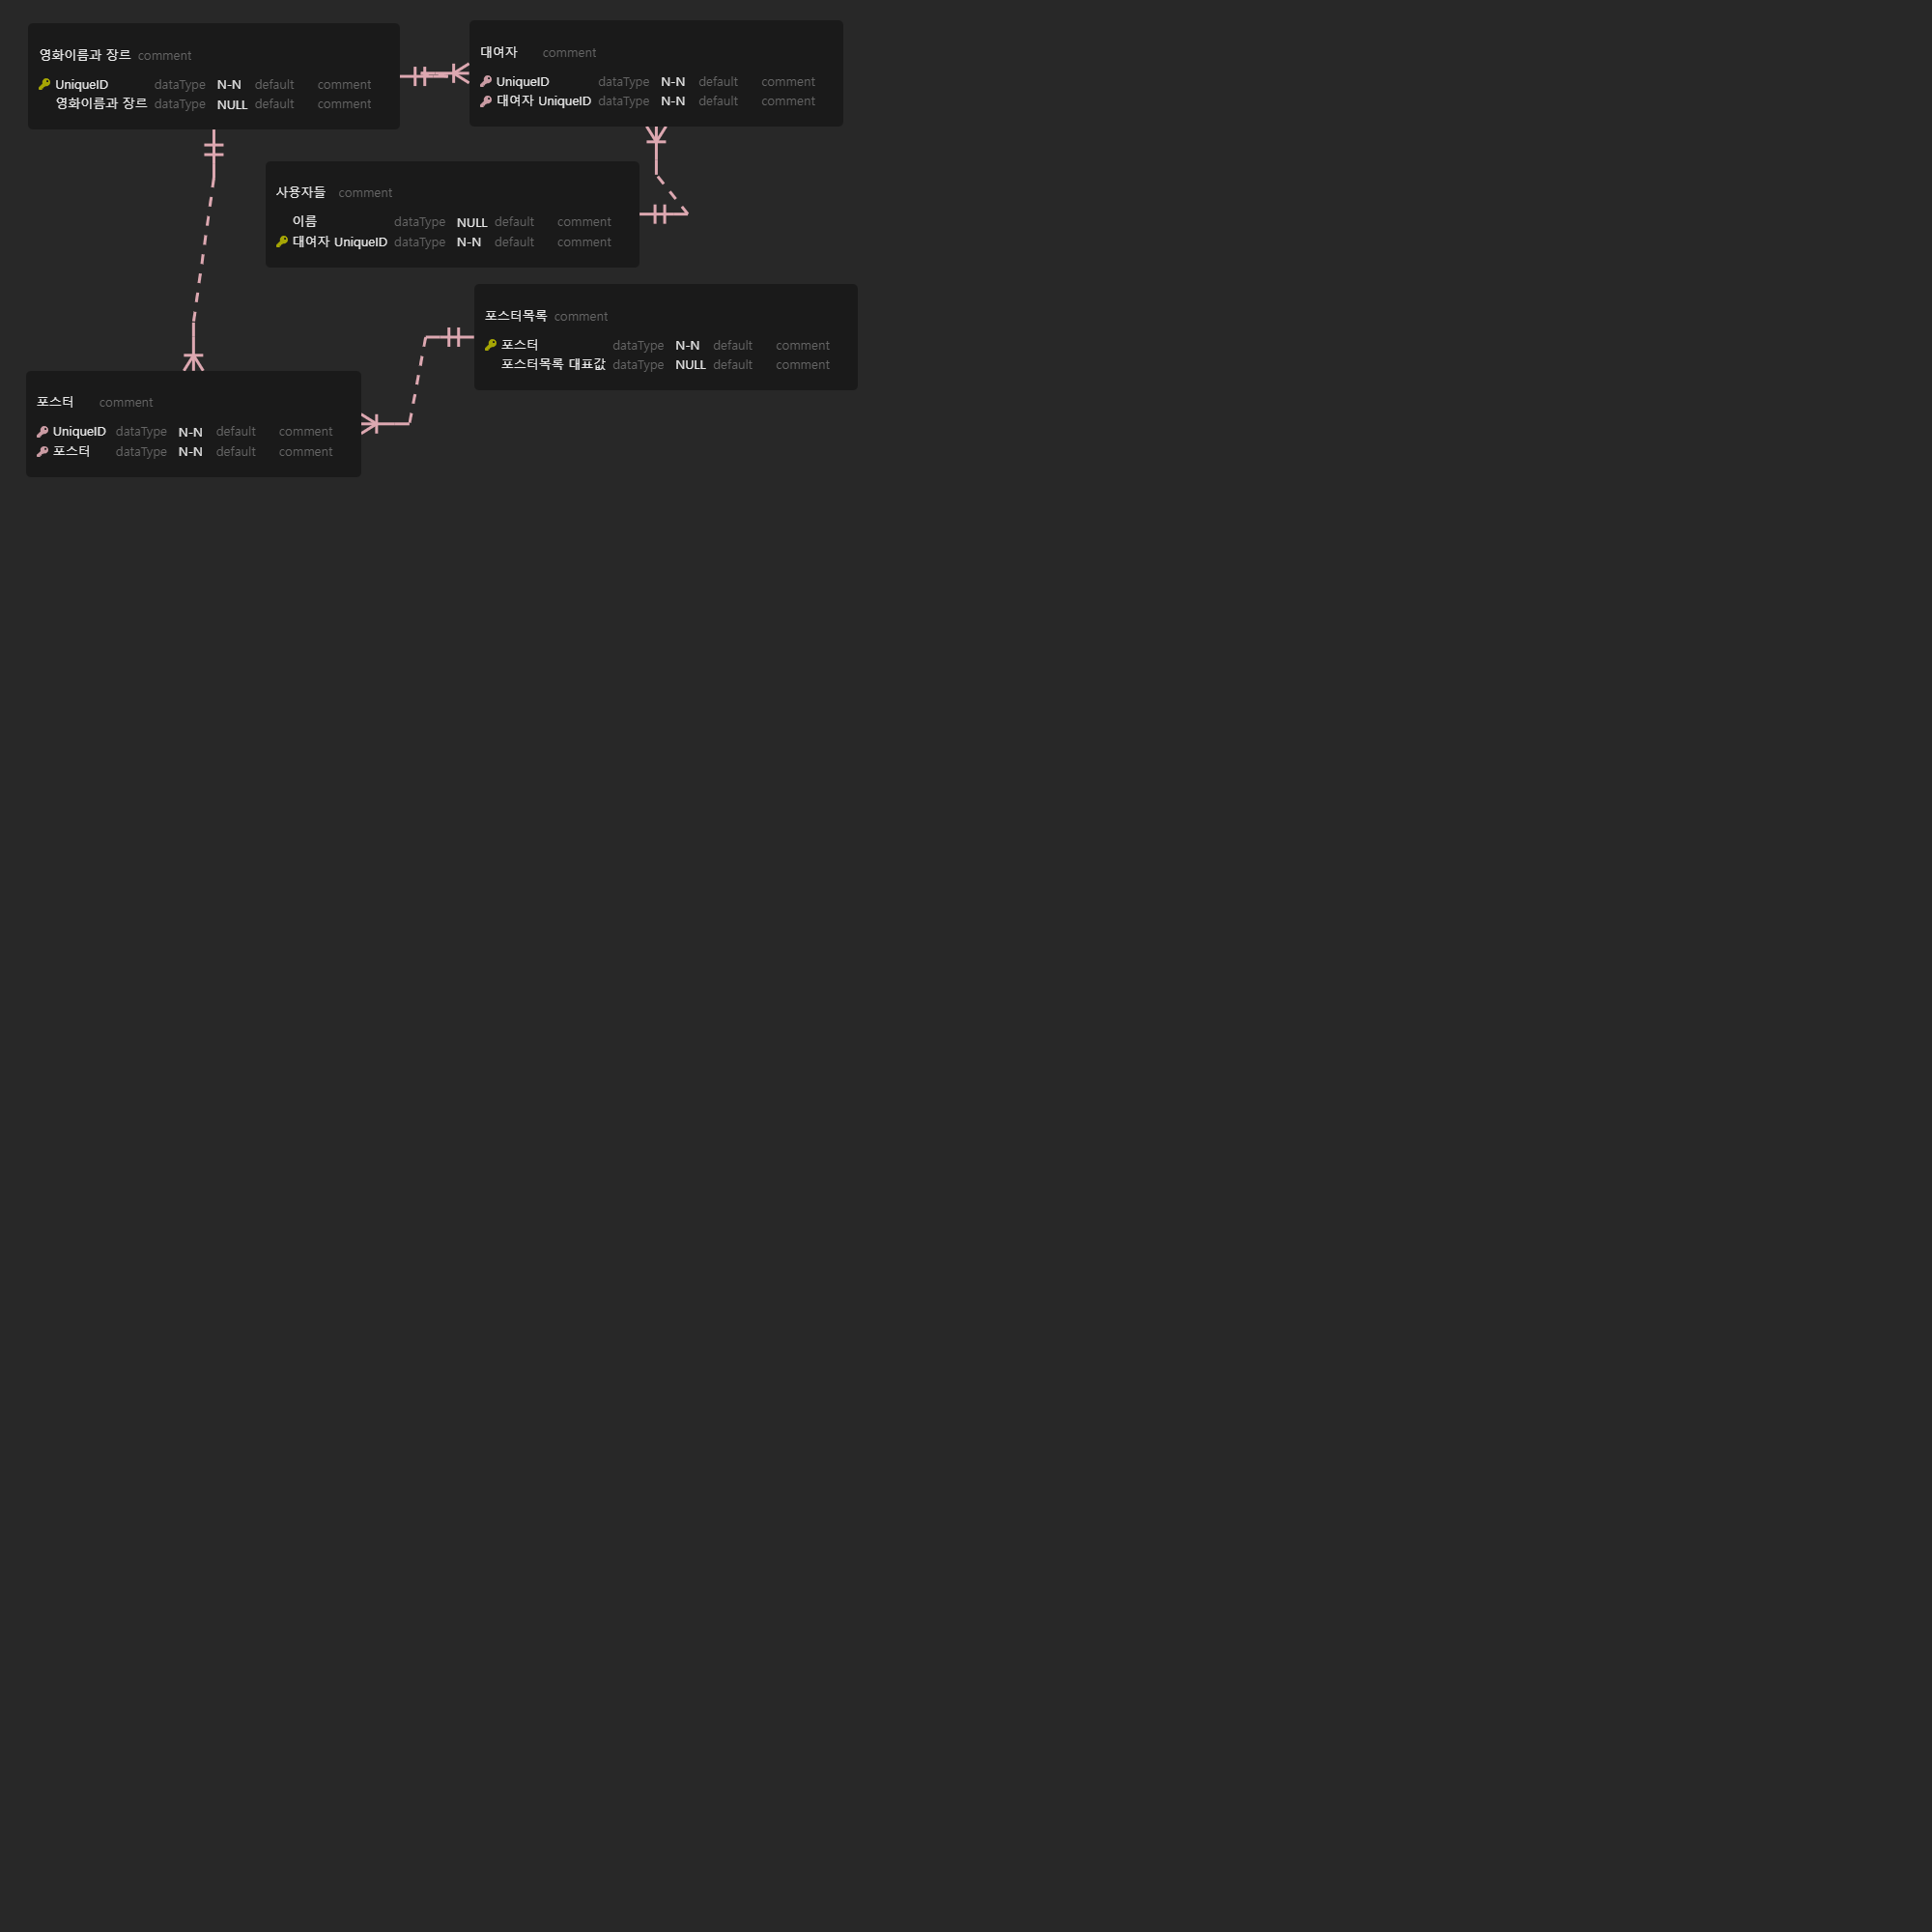 영화이름과 장르 comment
UniqueID dataType N-N default comment
영화이름과 장르 dataType NULL default comment
대여자 comment
UniqueID dataType N-N default comment
대여자 UniqueID dataType N-N default comment
사용자들 comment
이름 dataType NULL default comment
대여자 UniqueID dataType N-N default comment
포스터목록 comment
포스터 dataType N-N default comment
포스터목록 대표값 dataType NULL default comment
포스터 comment
UniqueID dataType N-N default comment
포스터 dataType N-N default comment